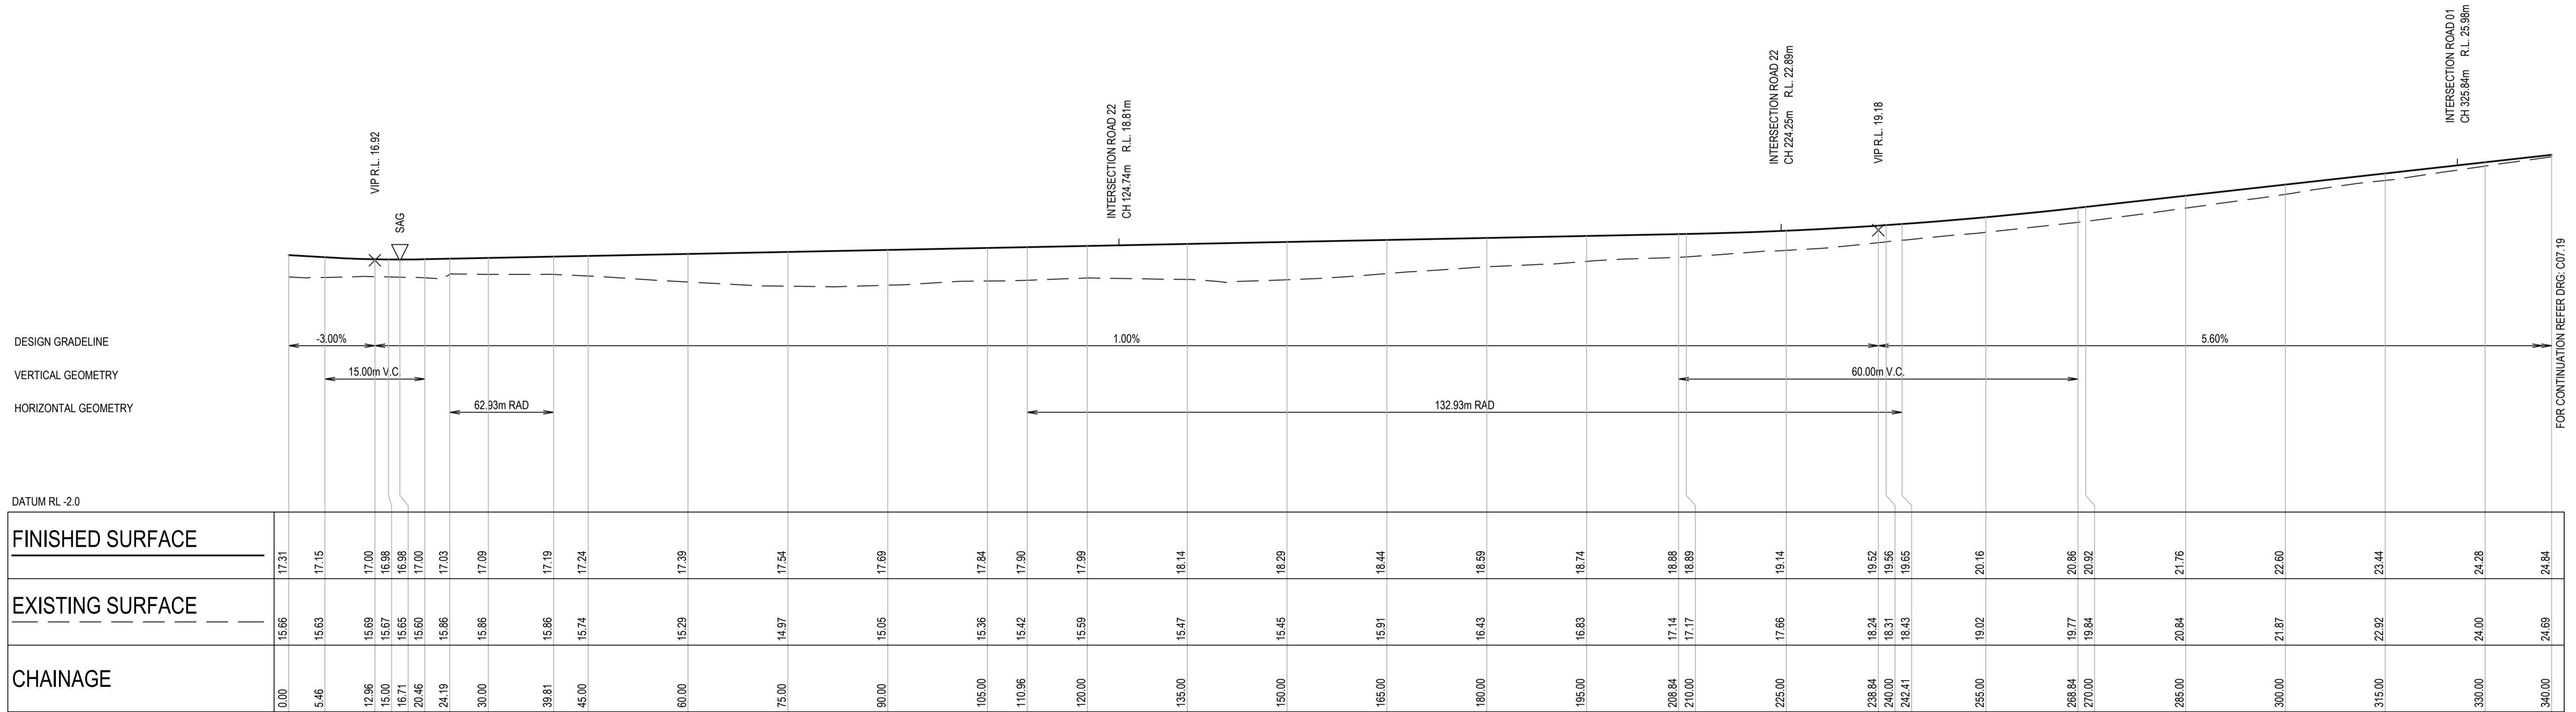 INTERSECTION ROAD 01
CH 325.84m R.L. 25.98m
INTERSECTION ROAD 22
CH 224.25m R.L. 22.89m
INTERSECTION ROAD 22
CH 124.74m R.L. 18.81m
VIP R.L. 16.92
VIP R.L. 19.18
SAG
FOR CONTINUATION REFER DRG: C07.19
DESIGN GRADELINE -3.00% 1.00% 5.60%
VERTICAL GEOMETRY 15.00m V.C. 60.00m V.C.
HORIZONTAL GEOMETRY 62.93m RAD 132.93m RAD
DATUM RL -2.0
FINISHED SURFACE 17.31 17.15 17.00 16.98 16.98 17.00 17.03 17.09 17.19 17.24 17.39 17.54 17.69 17.84 17.90 17.99 18.14 18.29 18.44 18.59 18.74 18.88 18.89 19.14 19.52 19.56 19.65 20.16 20.86 20.92 21.76 22.60 23.44 24.28 24.84
EXISTING SURFACE 15.66 15.63 15.69 15.67 15.65 15.60 15.86 15.86 15.86 15.74 15.29 14.97 15.05 15.36 15.42 15.59 15.47 15.45 15.91 16.43 16.83 17.14 17.17 17.66 18.24 18.31 18.43 19.02 19.77 19.84 20.84 21.87 22.92 24.00 24.69
CHAINAGE 0.00 5.46 12.96 15.00 16.71 20.46 24.19 30.00 39.81 45.00 60.00 75.00 90.00 105.00 110.96 120.00 135.00 150.00 165.00 180.00 195.00 208.84 210.00 225.00 238.84 240.00 242.41 255.00 268.84 270.00 285.00 300.00 315.00 330.00 340.00